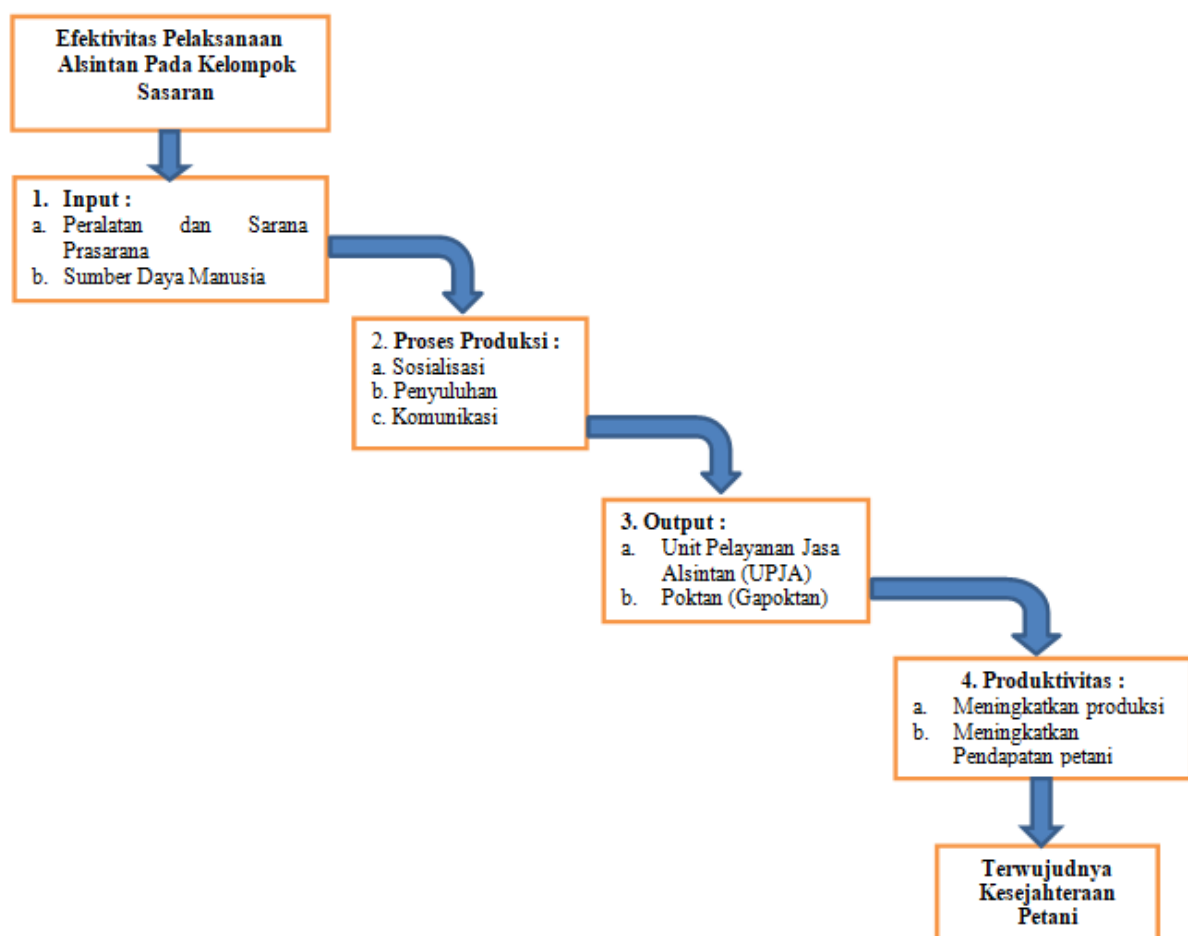 Efektivitas Pelaksanaan
Alsintan Pada Kelompok
Sasaran
1. Input :
a. Peralatan dan Sarana
Prasarana
b. Sumber Daya Manusia
2. Proses Produksi :
a. Sosialisasi
b. Penyuluhan
c. Komunikasi
3. Output :
a. Unit Pelayanan Jasa
Alsintan (UPJA)
b. Poktan (Gapoktan)
4. Produktivitas :
a. Meningkatkan produksi
b. Meningkatkan
Pendapatan petani
Terwujudnya
Kesejahteraan
Petani